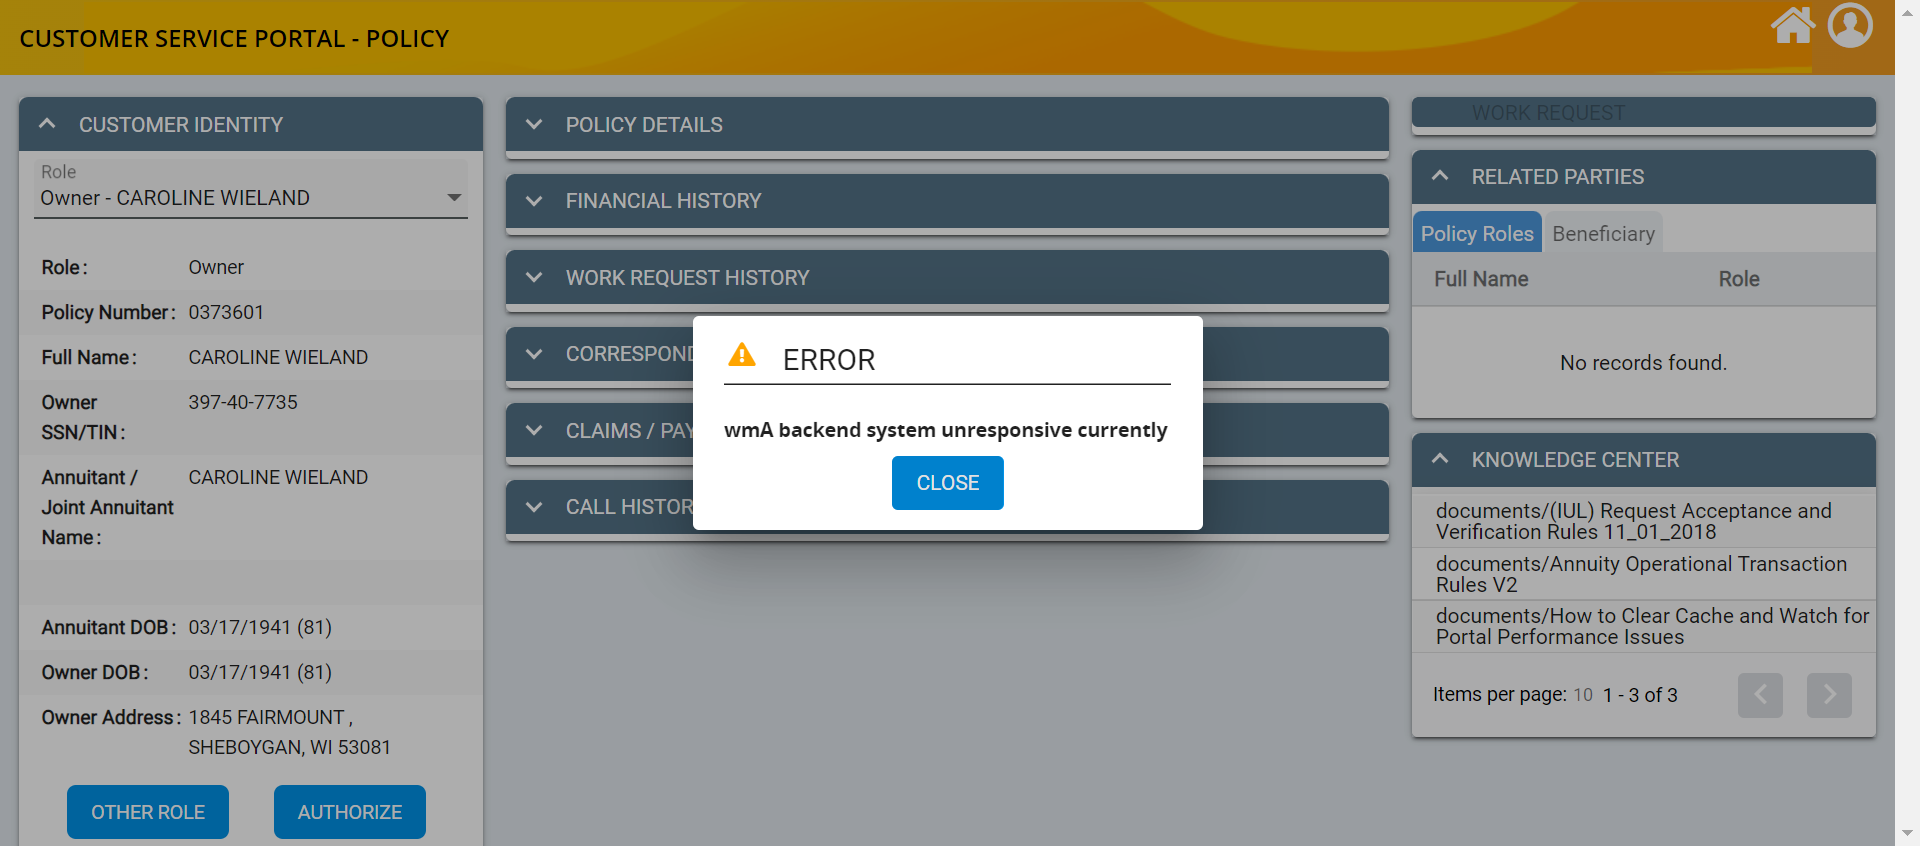 CUSTOMER SERVICE PORTAL - POLICY
CUSTOMER IDENTITY
Role
Owner - CAROLINE WIELAND
Role: Owner
Policy Number: 0373601
Full Name: CAROLINE WIELAND
Owner SSN/TIN: 397-40-7735
Annuitant / CAROLINE WIELAND
Joint Annuitant
Name:
Annuitant DOB: 03/17/1941 (81)
Owner DOB: 03/17/1941 (81)
Owner Address: 1845 FAIRMOUNT ,
SHEBOYGAN, WI 53081
OTHER ROLE
AUTHORIZE
POLICY DETAILS
FINANCIAL HISTORY
WORK REQUEST HISTORY
CORRESPOND
CLAIMS / PAY
CALL HISTOR
ERROR
wmA backend system unresponsive currently
CLOSE
WORK REQUEST
RELATED PARTIES
Policy Roles Beneficiary
Full Name Role
No records found.
KNOWLEDGE CENTER
documents/(IUL) Request Acceptance and
Verification Rules 11_01_2018
documents/Annuity Operational Transaction
Rules V2
documents/How to Clear Cache and Watch for
Portal Performance Issues
Items per page: 10 1 - 3 of 3